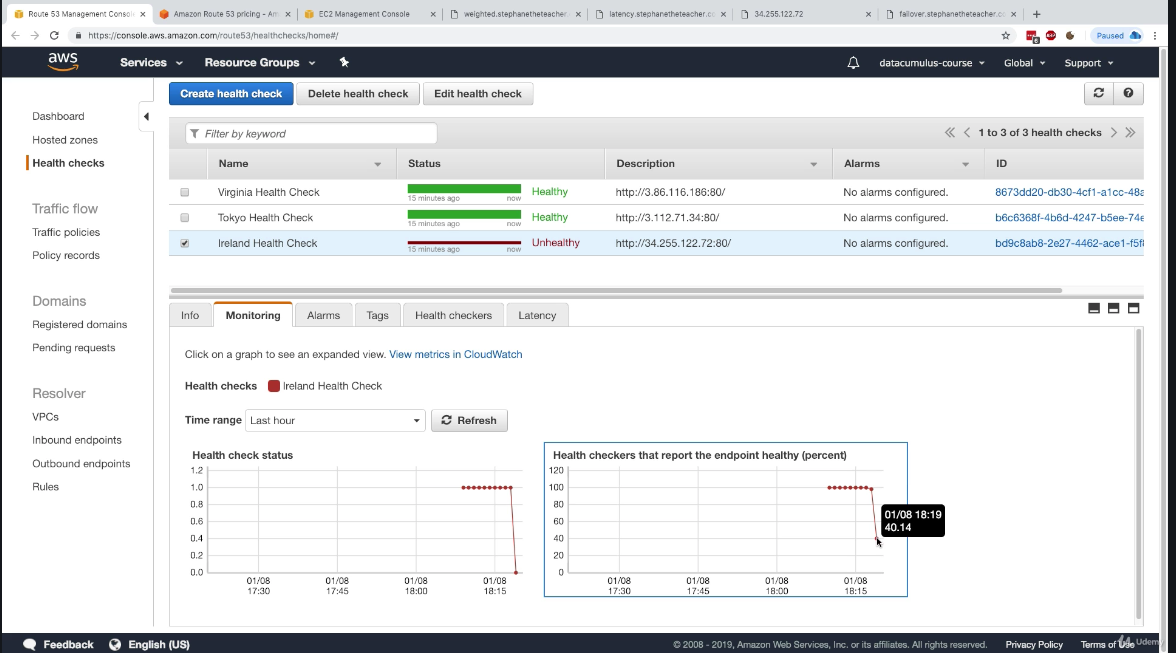 Route 53 Management Consol
Amazon Route 53 pricing - Am
EC2 Management Console
weighted.stephanetheteacher.
latency.stephanetheteacher.c
34.255.122.72
failover.stephanetheteacher.co
https://console.aws.amazon.com/route53/healthchecks/home#/
Paused
aws
Services
Resource Groups
datacumulus-course
Global
Support
Dashboard
Hosted zones
Health checks
Traffic flow
Traffic policies
Policy records
Domains
Registered domains
Pending requests
Resolver
VPCs
Inbound endpoints
Outbound endpoints
Rules
Create health check
Delete health check
Edit health check
Filter by keyword
1 to 3 of 3 health checks
Name Status Description Alarms ID
Virginia Health Check 15 minutes ago now Healthy http://3.86.116.186:80/ No alarms configured. 8673dd20-db30-4cf1-a1cc-48a
Tokyo Health Check 15 minutes ago now Healthy http://3.112.71.34:80/ No alarms configured. b6c6368f-4b6d-4247-b5ee-74e
Ireland Health Check 15 minutes ago now Unhealthy http://34.255.122.72:80/ No alarms configured. bd9c8ab8-2e27-4462-ace1-f5f
Info Monitoring Alarms Tags Health checkers Latency
Click on a graph to see an expanded view. View metrics in CloudWatch
Health checks Ireland Health Check
Time range Last hour Refresh
Health check status
1.2
1.0
0.8
0.6
0.4
0.2
0.0
01/08 01/08 01/08 01/08
17:30 17:45 18:00 18:15
Health checkers that report the endpoint healthy (percent)
120
100
80
60
40
20
0
01/08 18:19
40.14
01/08 01/08 01/08 01/08
17:30 17:45 18:00 18:15
Feedback
English (US)
© 2008 - 2019, Amazon Web Services, Inc. or its affiliates. All rights reserved.
Privacy Policy
Terms of Use
Udemy